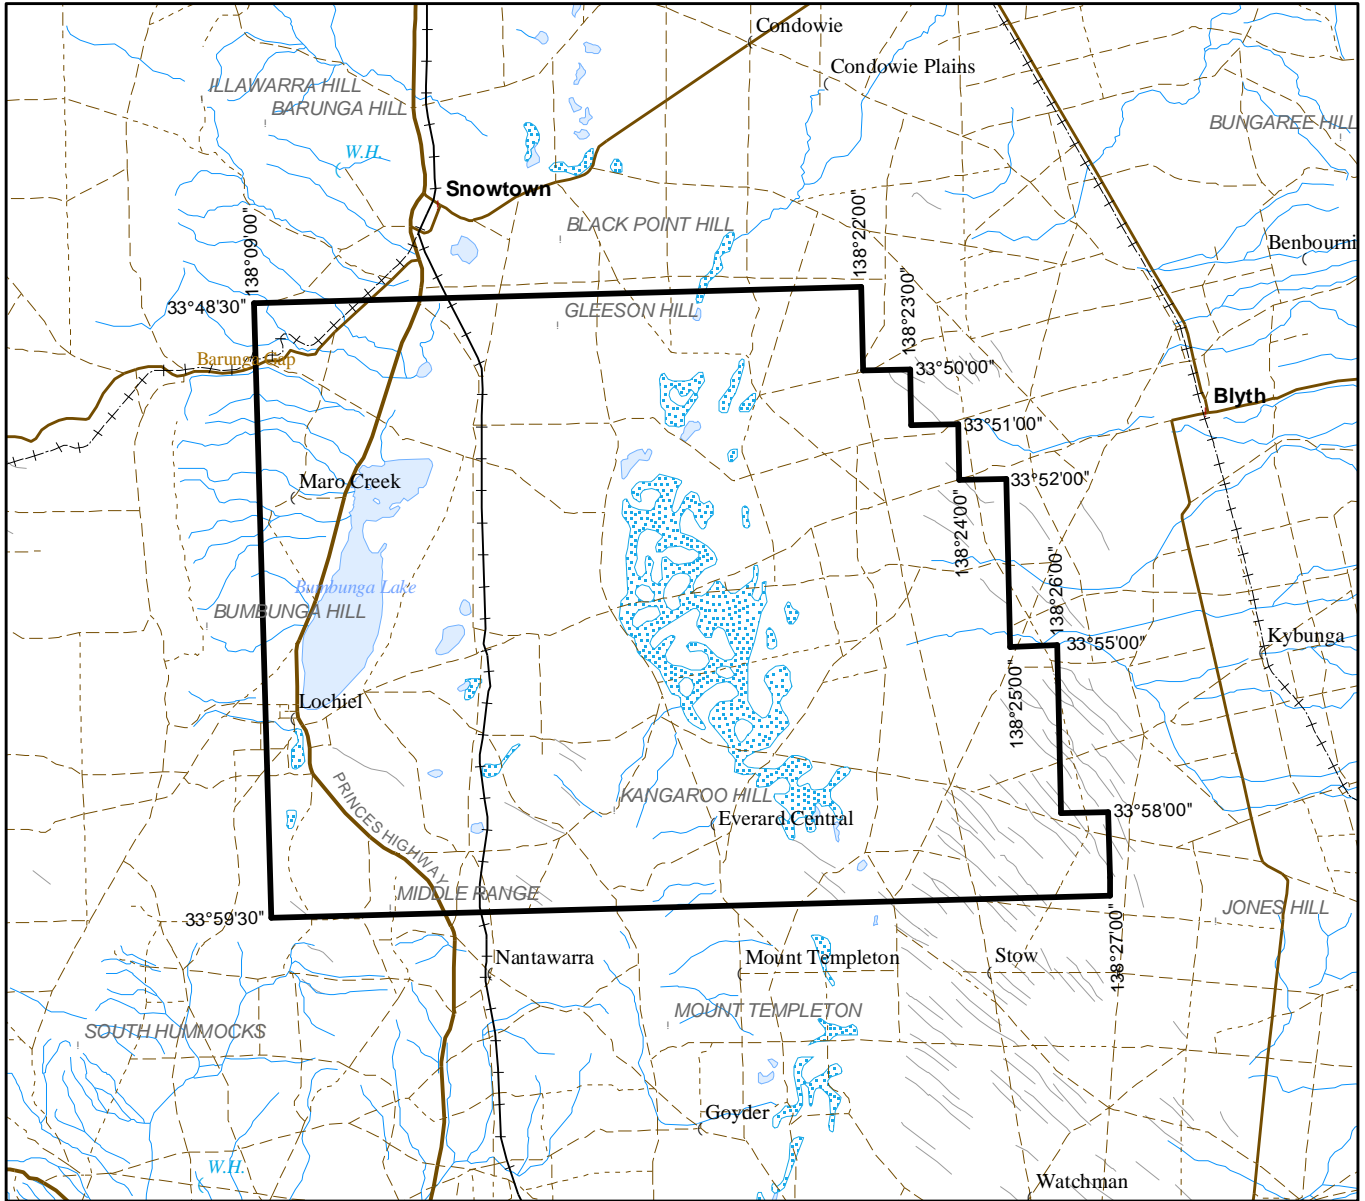 Condowie
Condowie Plains
ILLAWARRA HILL
BARUNGA HILL
BUNGAREE HILL
W.H.
Snowtown
BLACK POINT HILL
138°09'00"
138°22'00"
Benbourni
33°48'30"
GLEESON HILL
138°23'00"
Barunga Gap
33°50'00"
Blyth
33°51'00"
Maro Creek
33°52'00"
138°24'00"
Bumbunga Lake
BUMBUNGA HILL
138°26'00"
Kybunga
33°55'00"
Lochiel
138°25'00"
PRINCES HIGHWAY
KANGAROO HILL
Everard Central
33°58'00"
MIDDLE RANGE
33°59'30"
JONES HILL
138°27'00"
Nantawarra
Mount Templeton
Stow
MOUNT TEMPLETON
SOUTH HUMMOCKS
Goyder
W.H.
Watchman